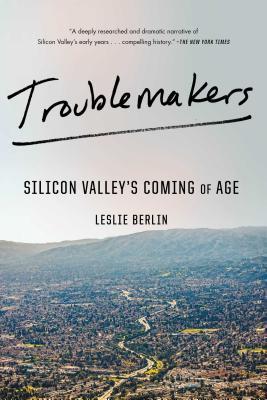 "A deeply researched and dramatic narrative of
Silicon Valley's early years . . . compelling history." —THE NEW YORK TIMES
Troublemakers
SILICON VALLEY'S COMING OF AGE
LESLIE BERLIN